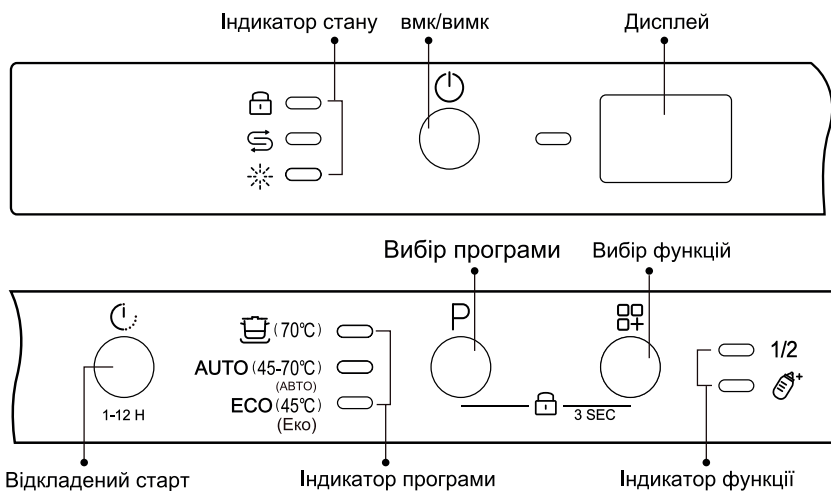 Індикатор стану
вмк/вимк
Дисплей
Вибір програми
Вибір функцій
P
(70℃)
AUTO (45-70℃)
(АВТО)
ECO (45℃)
(Еко)
1-12 H
3 SEC
1/2
Відкладений старт
Індикатор програми
Індикатор функції